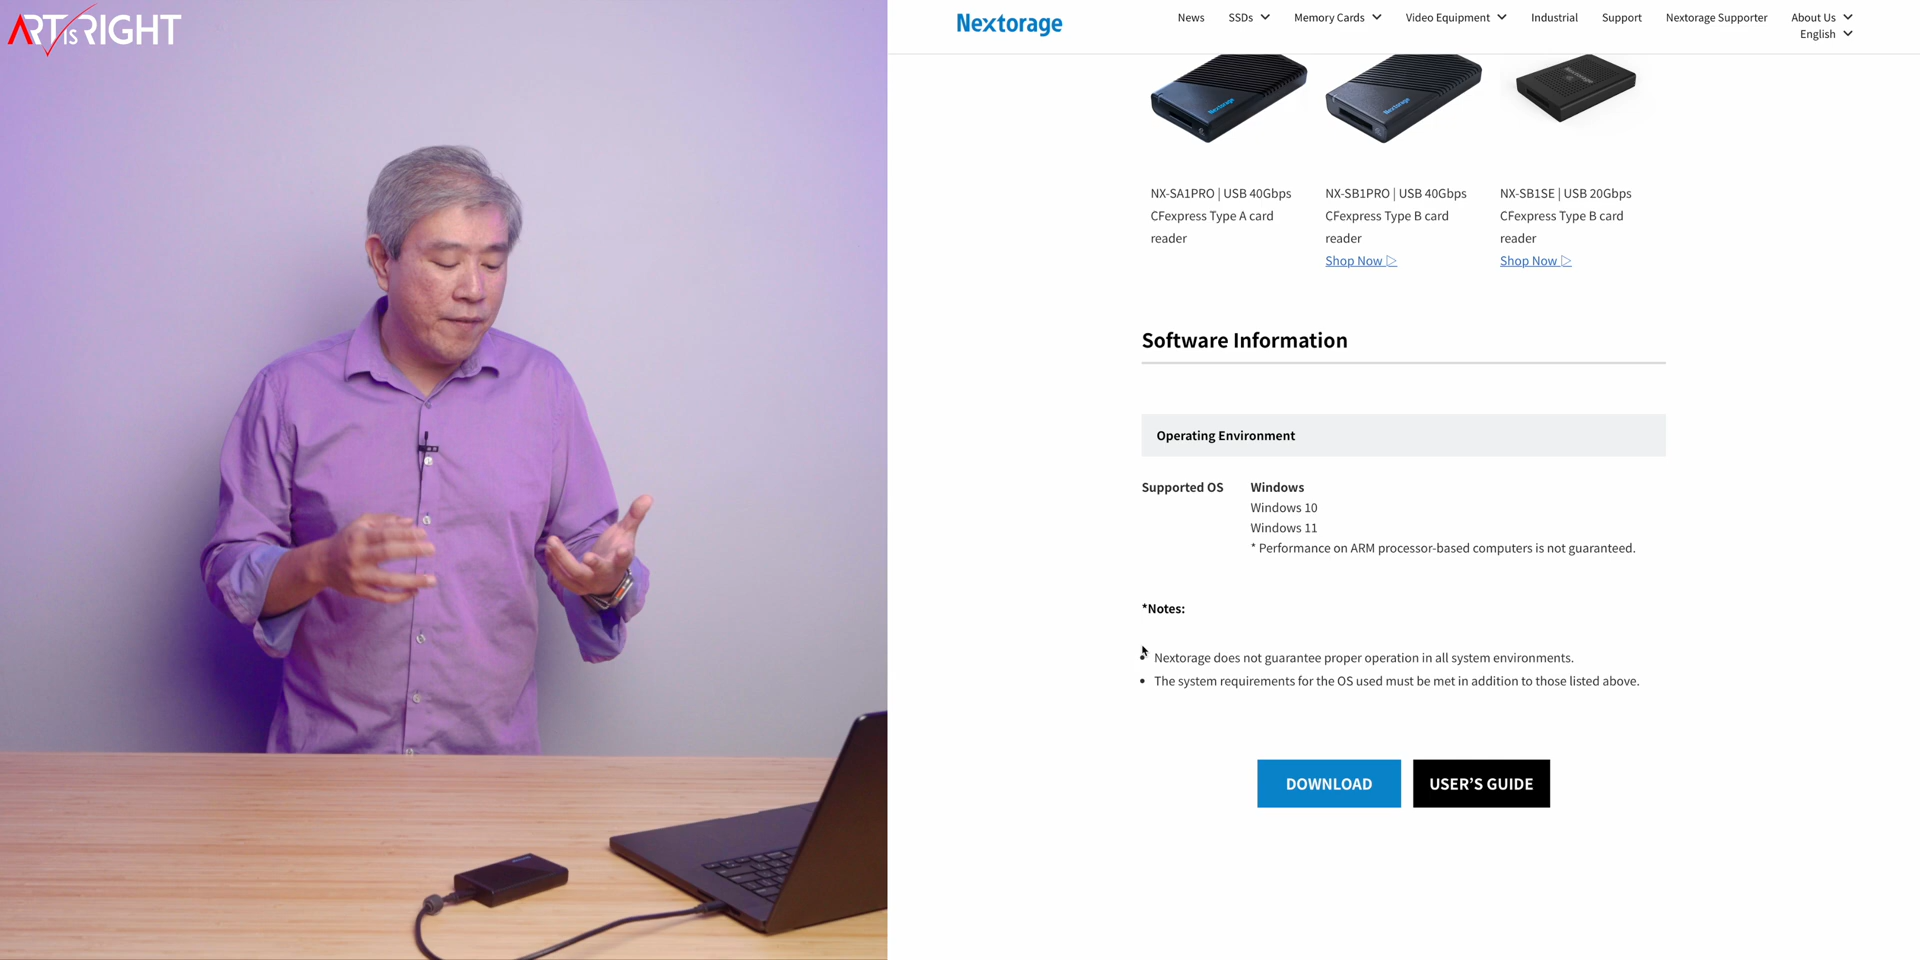 ART IS RIGHT
Nextorage
News SSDs Memory Cards Video Equipment Industrial Support Nextorage Supporter About Us
English
Nextorage
Nextorage
Nextorage
NX-SA1PRO | USB 40Gbps
CFexpress Type A card
reader
NX-SB1PRO | USB 40Gbps
CFexpress Type B card
reader
Shop Now ▷
NX-SB1SE | USB 20Gbps
CFexpress Type B card
reader
Shop Now ▷
Software Information
Operating Environment
Supported OS
Windows
Windows 10
Windows 11
* Performance on ARM processor-based computers is not guaranteed.
*Notes:
• Nextorage does not guarantee proper operation in all system environments.
• The system requirements for the OS used must be met in addition to those listed above.
DOWNLOAD
USER’S GUIDE